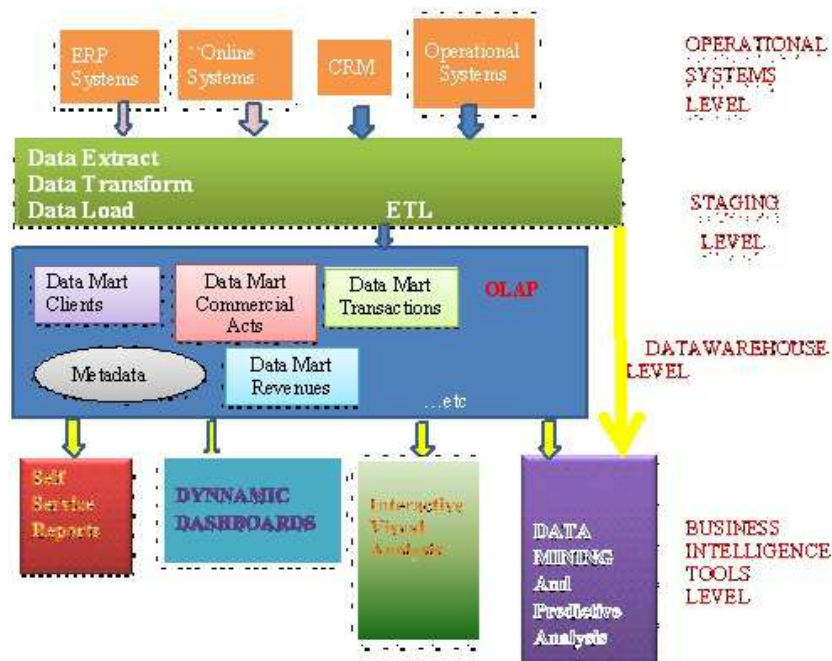 ERP
Systems
``Online
Systems
CRM
Operational
Systems
OPERATIONAL
SYSTEMS
LEVEL
Data Extract
Data Transform
Data Load
ETL
STAGING
LEVEL
Data Mart
Clients
Data Mart
Commercial
Acts
Data Mart
Transactions
OLAP
Metadata
Data Mart
Revenues
...etc
DATAWAREHOUSE
LEVEL
Self
Service
Reports
DYNNAMIC
DASHBOARDS
Interactive
Visual
Analysis
DATA
MINING
And
Predictive
Analysis
BUSINESS
INTELLIGENCE
TOOLS
LEVEL